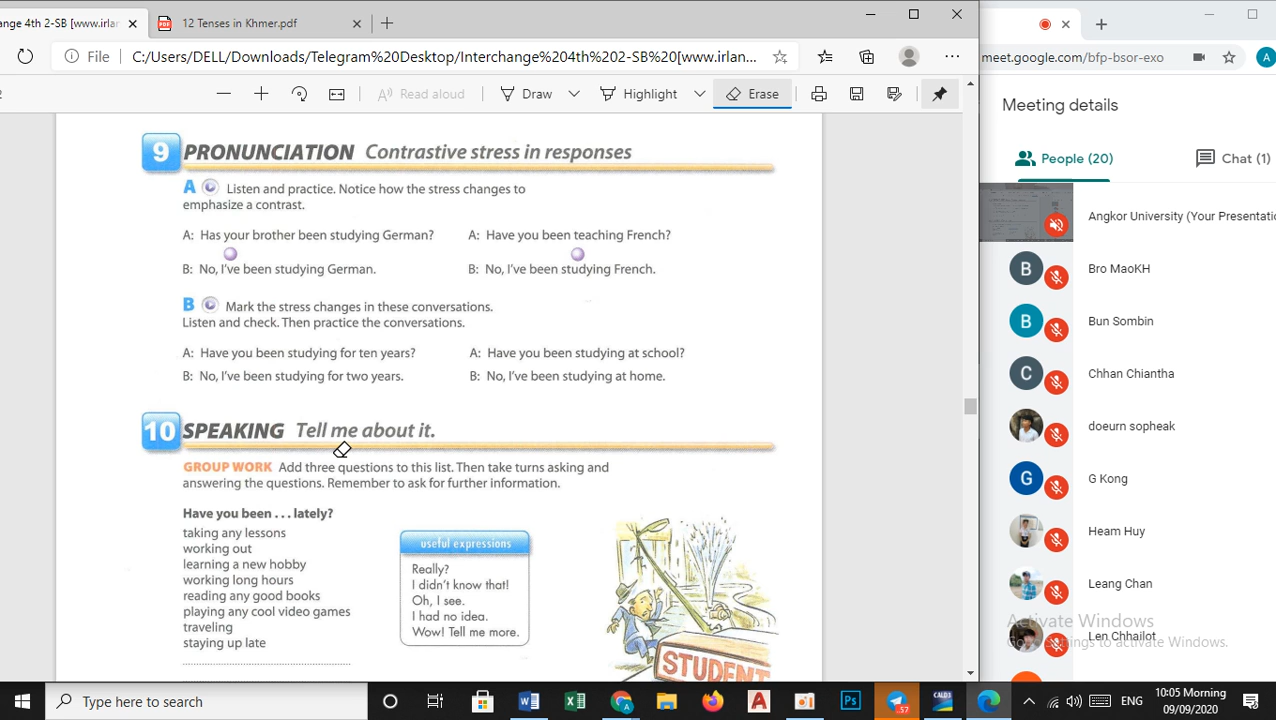 ange 4th 2-SB [www.irlan
12 Tenses in Khmer.pdf
File
C:/Users/DELL/Downloads/Telegram%20Desktop/Interchange%204th%202-SB%20[www.irlan...
Read aloud
Draw
Highlight
Erase
9 PRONUNCIATION Contrastive stress in responses
A Listen and practice. Notice how the stress changes to
emphasize a contrast.
A: Has your brother been studying German?
B: No, I've been studying German.
A: Have you been teaching French?
B: No, I've been studying French.
B Mark the stress changes in these conversations.
Listen and check. Then practice the conversations.
A: Have you been studying for ten years?
B: No, I've been studying for two years.
A: Have you been studying at school?
B: No, I've been studying at home.
10 SPEAKING Tell me about it.
GROUP WORK Add three questions to this list. Then take turns asking and
answering the questions. Remember to ask for further information.
Have you been . . . lately?
taking any lessons
working out
learning a new hobby
working long hours
reading any good books
playing any cool video games
traveling
staying up late
useful expressions
Really?
I didn't know that!
Oh, I see.
I had no idea.
Wow! Tell me more.
STUDENT
meet.google.com/bfp-bsor-exo
A
Meeting details
People (20)
Chat (1)
Angkor University (Your Presentatio
B
Bro MaoKH
B
Bun Sombin
C
Chhan Chiantha
doeurn sopheak
G
G Kong
Heam Huy
Leang Chan
Len Chhailot
Activate Windows
Go to Settings to activate Windows.
Type here to search
57
CALD3
ENG
10:05 Morning
09/09/2020